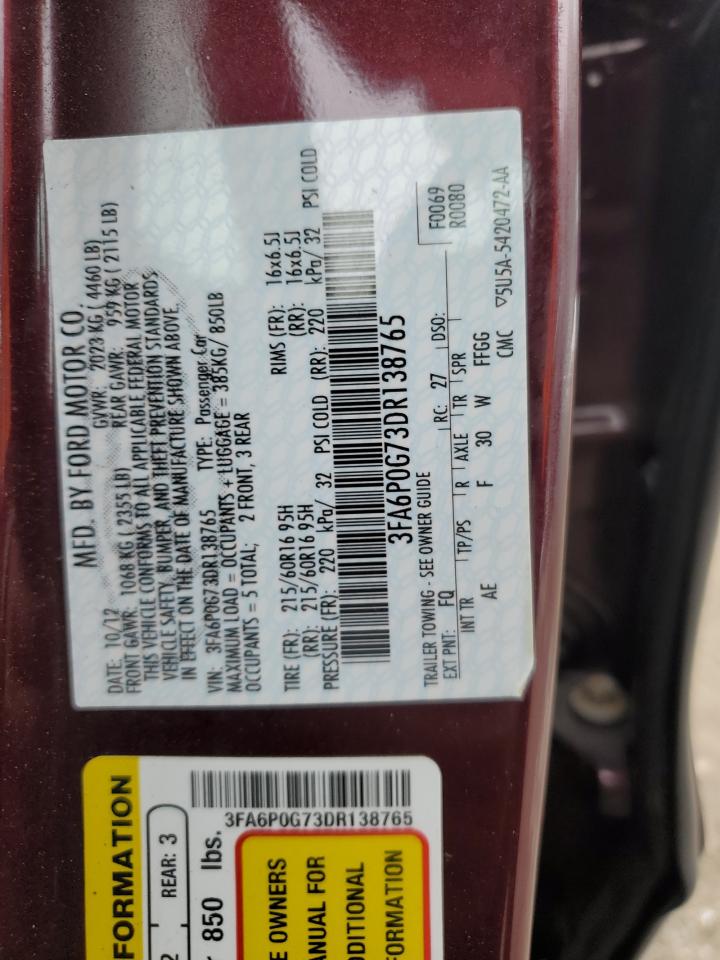 MFD. BY FORD MOTOR CO.
DATE: 10/12 GVWR: 2023 KG ( 4460 LB)
FRONT GAWR: 1068 KG ( 2355 LB) REAR GAWR: 959 KG ( 2115 LB)
THIS VEHICLE CONFORMS TO ALL APPLICABLE FEDERAL MOTOR
VEHICLE SAFETY, BUMPER, AND THEFT PREVENTION STANDARDS
IN EFFECT ON THE DATE OF MANUFACTURE SHOWN ABOVE.
VIN: 3FA6P0G73DR138765 TYPE: Passenger Car
MAXIMUM LOAD = OCCUPANTS + LUGGAGE = 385KG/ 850LB
OCCUPANTS = 5 TOTAL; 2 FRONT, 3 REAR
TIRE (FR): 215/60R16 95H RIMS (FR): 16x6.5J
(RR): 215/60R16 95H (RR): 16x6.5J
PRESSURE (FR): 220 kPa/ 32 PSI COLD (RR): 220 kPa/ 32 PSI COLD
3FA6P0G73DR138765
TRAILER TOWING - SEE OWNER GUIDE F0069
R0080
EXT PNT: FQ RC: 27 DSO:
INT TR TP/PS R AXLE TR SPR
AE F 30 W FFGG
CMC ▽5U5A-5420472-AA
3FA6P0G73DR138765
FORMATION
2 REAR: 3
850 lbs.
E OWNERS
ANUAL FOR
DDITIONAL
FORMATION